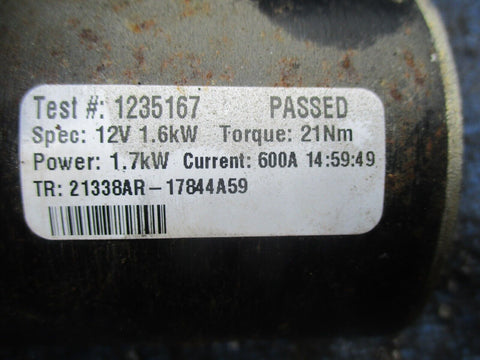 Test #: 1235167 PASSED
Spec: 12V 1.6kW Torque: 21Nm
Power: 1.7kW Current: 600A 14:59:49
TR: 21338AR-17844A59